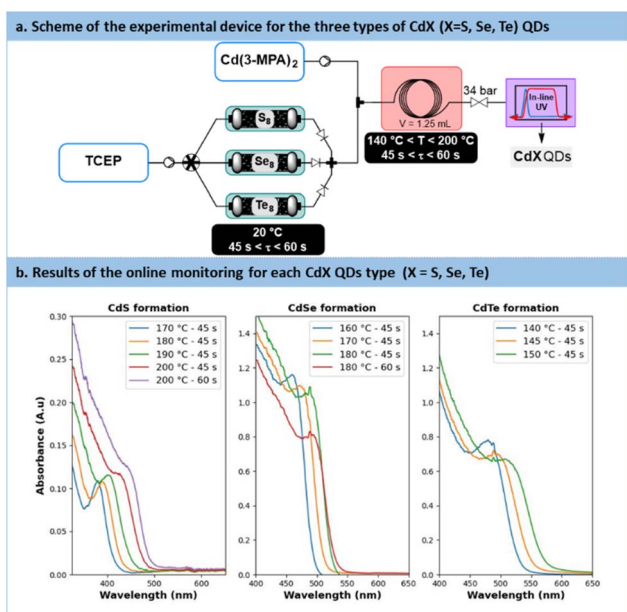 a. Scheme of the experimental device for the three types of CdX (X=S, Se, Te) QDs
Cd(3-MPA)₂
34 bar
In-line
UV
V = 1.25 mL
S₈
140 °C < T < 200 °C
45 s < τ < 60 s
CdX QDs
TCEP
Se₈
Te₈
20 °C
45 s < τ < 60 s
b. Results of the online monitoring for each CdX QDs type (X = S, Se, Te)
CdS formation
170 °C - 45 s
180 °C - 45 s
190 °C - 45 s
200 °C - 45 s
200 °C - 60 s
0.30
0.25
0.20
0.15
0.10
0.05
0.00
Absorbance (A.u)
400
500
600
Wavelength (nm)
CdSe formation
160 °C - 45 s
170 °C - 45 s
180 °C - 45 s
180 °C - 60 s
1.4
1.2
1.0
0.8
0.6
0.4
0.2
0.0
400
450
500
550
600
650
Wavelength (nm)
CdTe formation
140 °C - 45 s
145 °C - 45 s
150 °C - 45 s
1.4
1.2
1.0
0.8
0.6
0.4
0.2
0.0
400
450
500
550
600
650
Wavelength (nm)